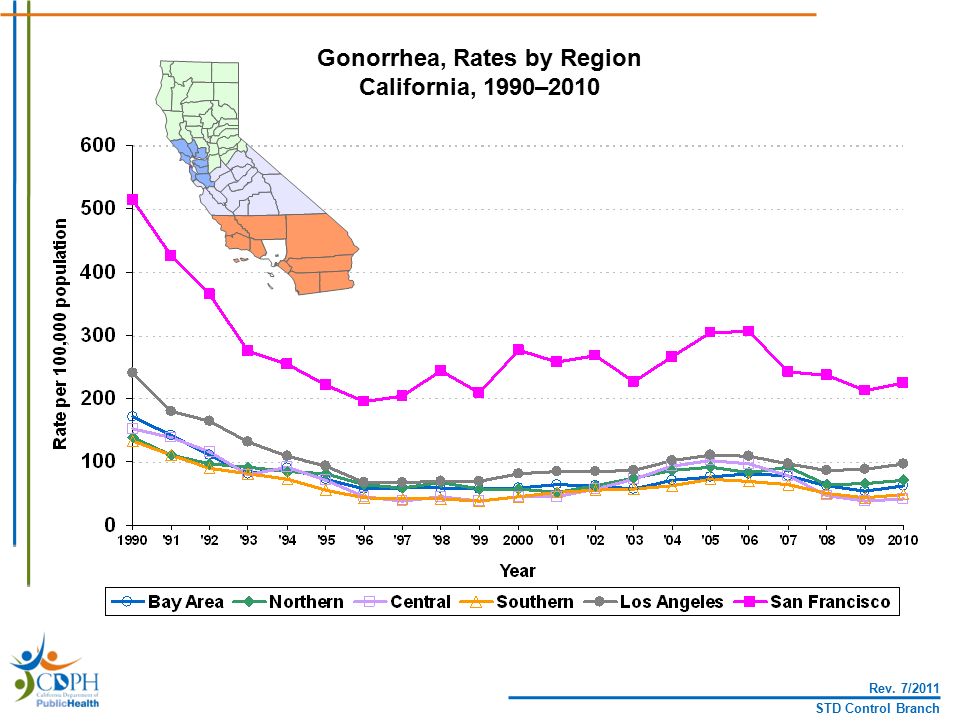 Gonorrhea, Rates by Region
California, 1990–2010
Rate per 100,000 population
600
500
400
300
200
100
0
1990 '91 '92 '93 '94 '95 '96 '97 '98 '99 2000 '01 '02 '03 '04 '05 '06 '07 '08 '09 2010
Year
Bay Area Northern Central Southern Los Angeles San Francisco
CDPH
California Department of
PublicHealth
Rev. 7/2011
STD Control Branch